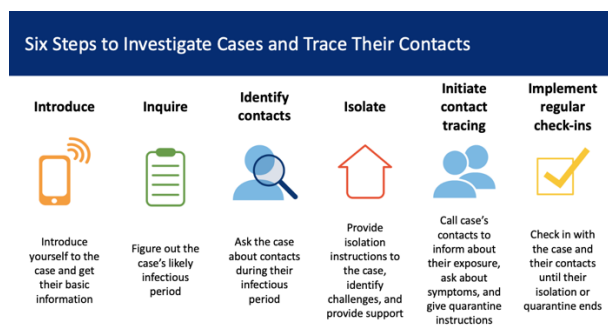 Six Steps to Investigate Cases and Trace Their Contacts
Introduce
Inquire
Identify
contacts
Isolate
Initiate
contact
tracing
Implement
regular
check-ins
Introduce
yourself to the
case and get
their basic
information
Figure out the
case's likely
infectious
period
Ask the case
about contacts
during their
infectious
period
Provide
isolation
instructions to
the case,
identify
challenges, and
provide support
Call case's
contacts to
inform about
their exposure,
ask about
symptoms, and
give quarantine
instructions
Check in with
the case and
their contacts
until their
isolation or
quarantine ends